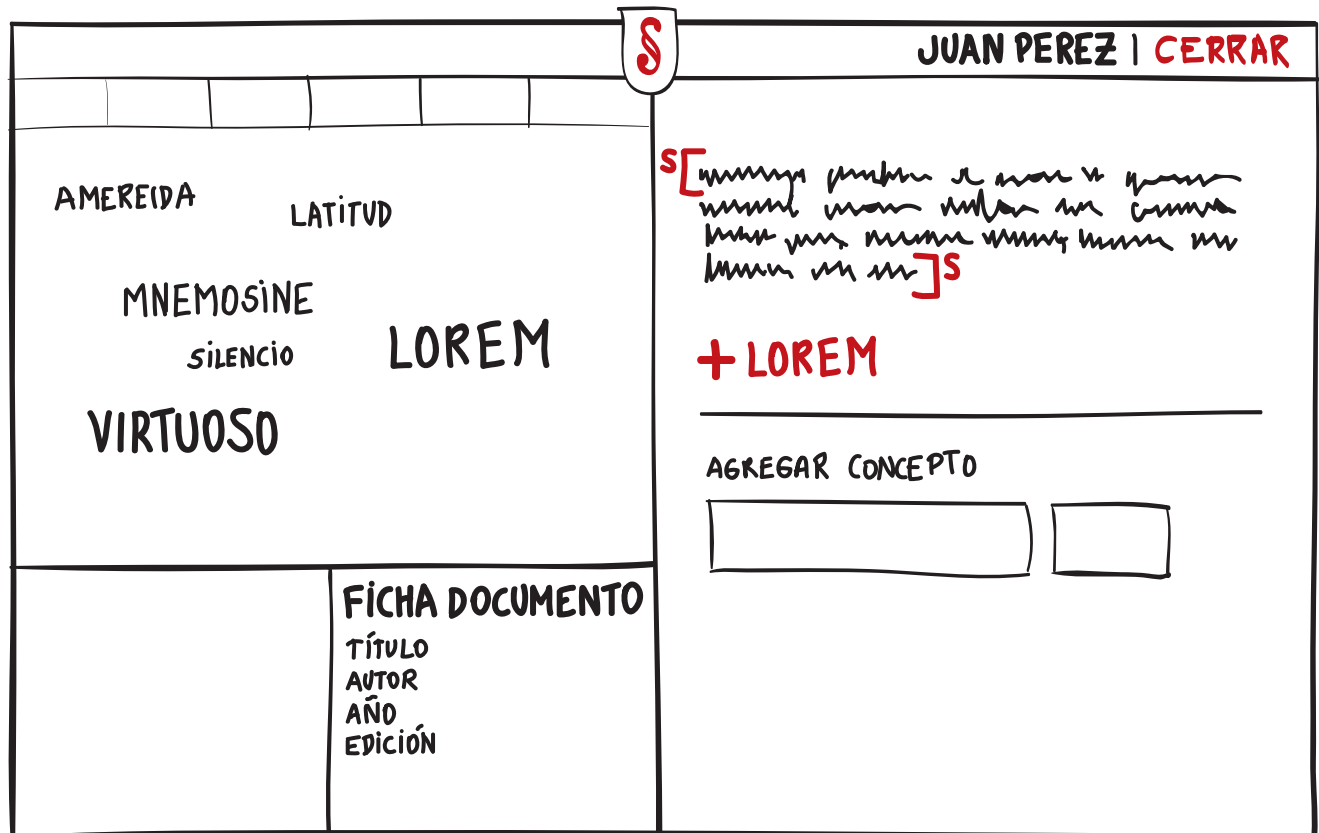 §
JUAN PEREZ | CERRAR
AMEREIDA
LATiTUD
MNEMOSiNE
SiLENCiO
LOREM
VIRTUOSO
FiCHA DOCUMENTO
TÍTULO
AUTOR
AÑO
EDiCiÓN
S[
]S
+ LOREM
AGREGAR CONCEPTO